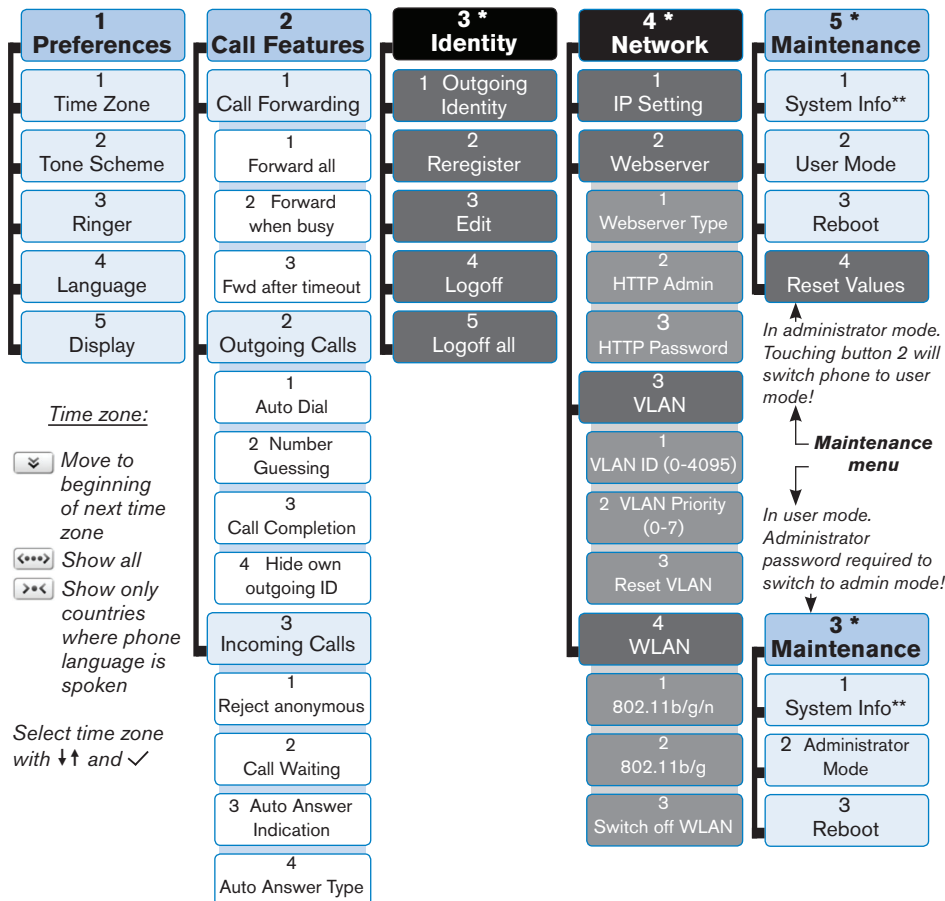 1
Preferences
1
Time Zone
2
Tone Scheme
3
Ringer
4
Language
5
Display
Time zone:
Move to
beginning
of next time
zone
Show all
Show only
countries
where phone
language is
spoken
Select time zone
with ↓↑ and ✓
2
Call Features
1
Call Forwarding
1
Forward all
2 Forward
when busy
3
Fwd after timeout
2
Outgoing Calls
1
Auto Dial
2 Number
Guessing
3
Call Completion
4 Hide own
outgoing ID
3
Incoming Calls
1
Reject anonymous
2
Call Waiting
3 Auto Answer
Indication
4
Auto Answer Type
3 *
Identity
1 Outgoing
Identity
2
Reregister
3
Edit
4
Logoff
5
Logoff all
4 *
Network
1
IP Setting
2
Webserver
1
Webserver Type
2
HTTP Admin
3
HTTP Password
3
VLAN
1
VLAN ID (0-4095)
2 VLAN Priority
(0-7)
3
Reset VLAN
4
WLAN
1
802.11b/g/n
2
802.11b/g
3
Switch off WLAN
5 *
Maintenance
1
System Info**
2
User Mode
3
Reboot
4
Reset Values
In administrator mode.
Touching button 2 will
switch phone to user
mode!
Maintenance
menu
In user mode.
Administrator
password required to
switch to admin mode!
3 *
Maintenance
1
System Info**
2 Administrator
Mode
3
Reboot